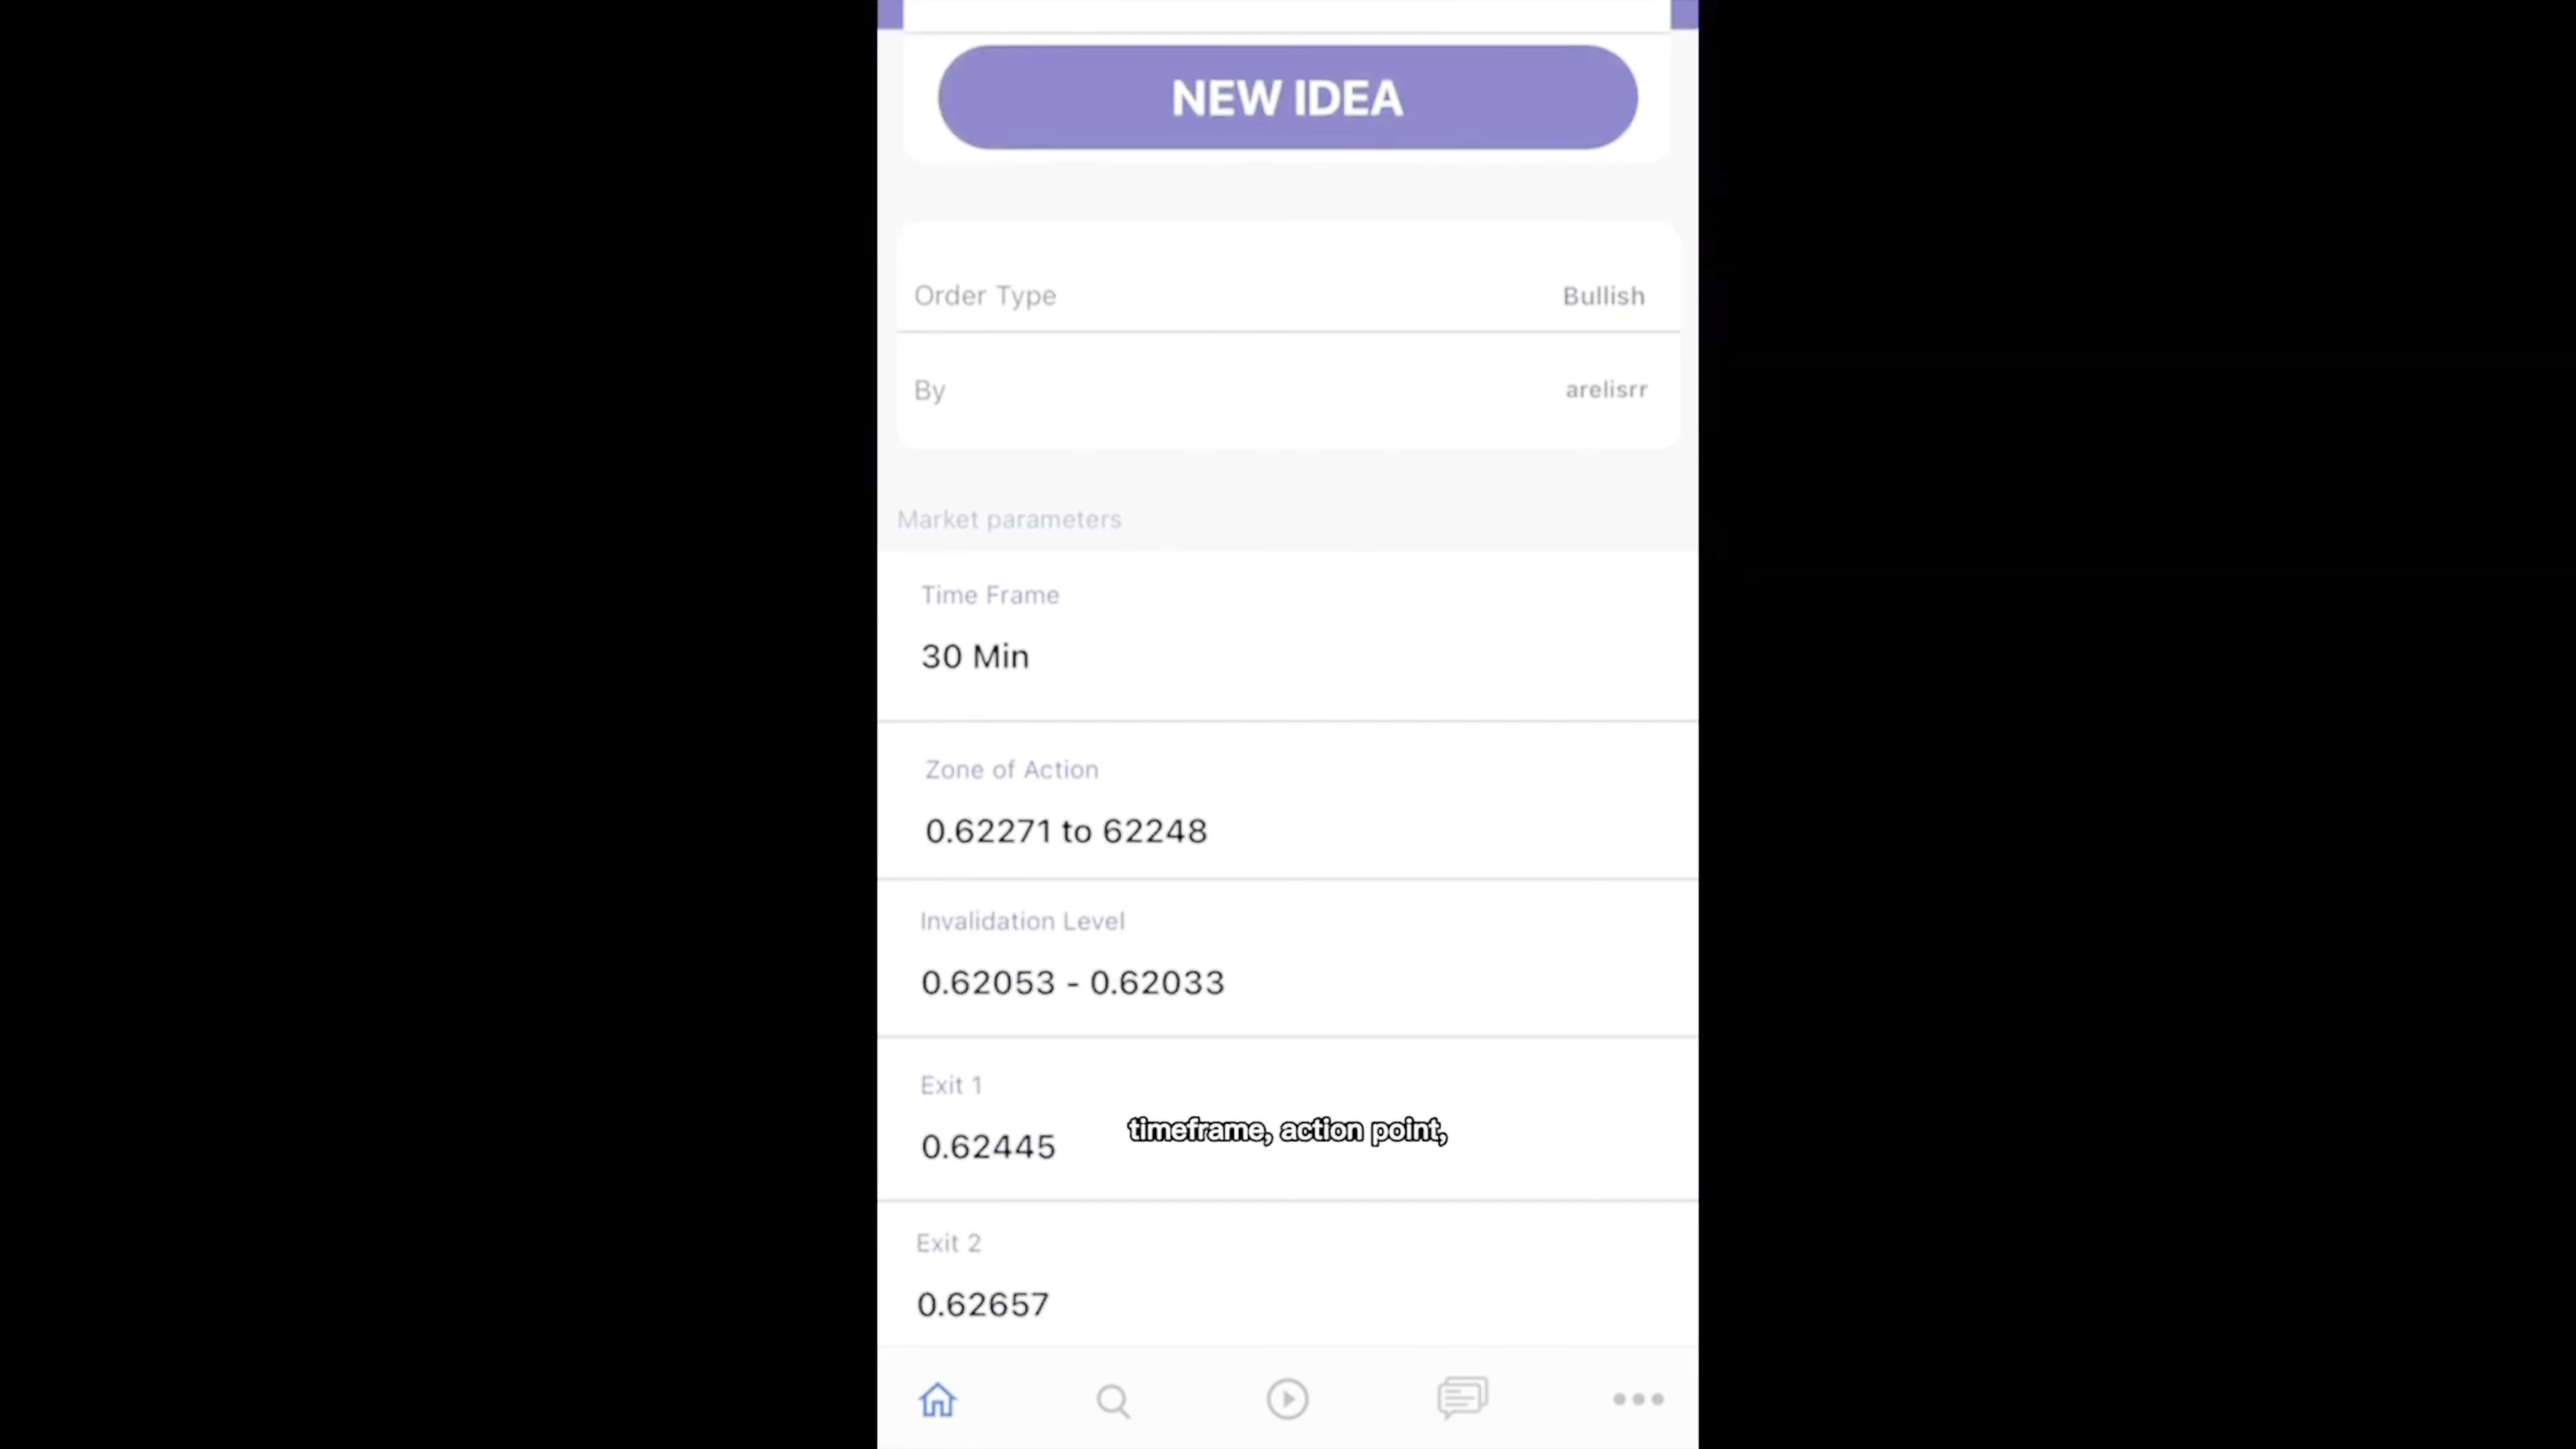 NEW IDEA
Order Type Bullish
By arelisrr
Market parameters
Time Frame
30 Min
Zone of Action
0.62271 to 62248
Invalidation Level
0.62053 - 0.62033
Exit 1
0.62445
timeframe, action point,
Exit 2
0.62657